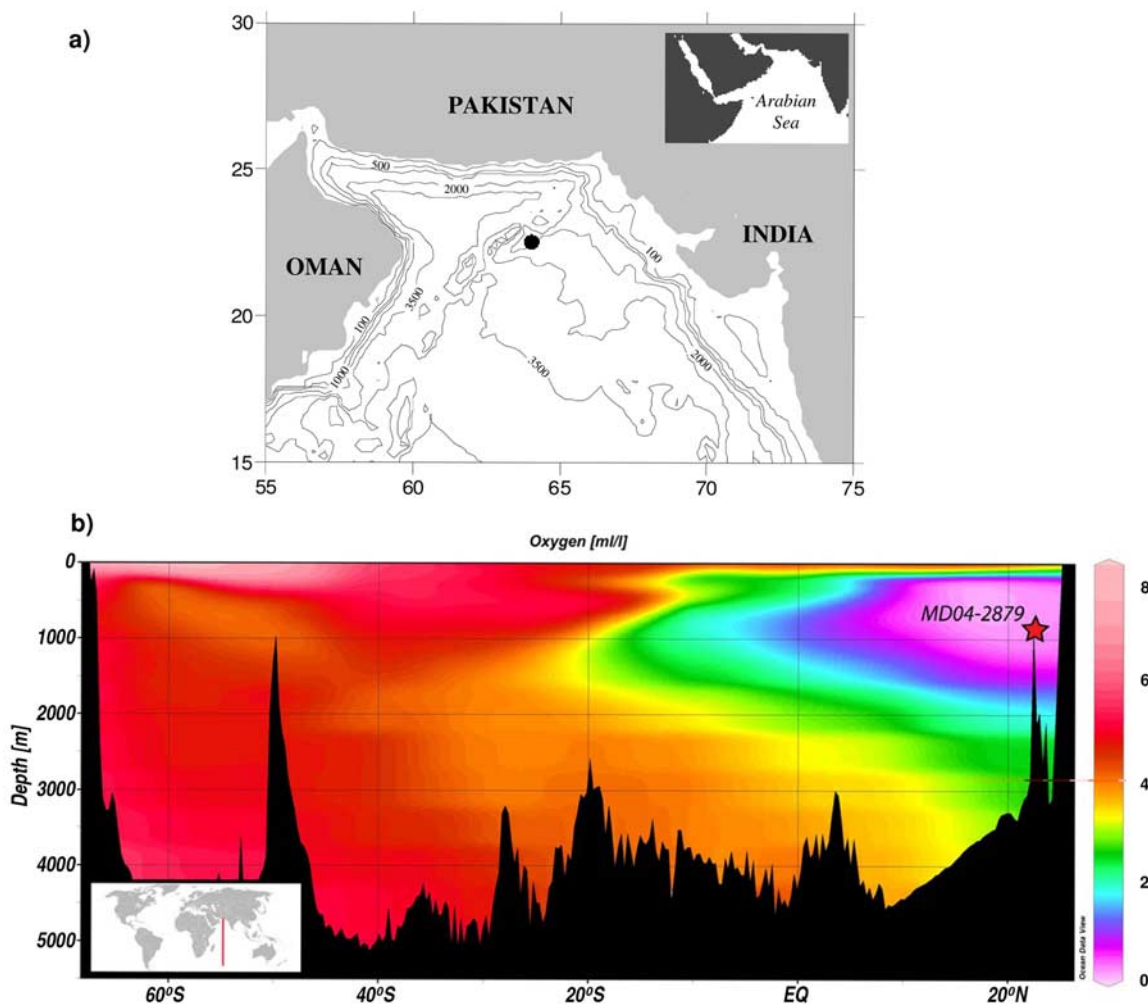 a)
30
25
20
15
55
60
65
70
75
PAKISTAN
INDIA
OMAN
Arabian
Sea
500
2000
100
3500
100
1000
3500
2000
b)
Oxygen [ml/l]
Depth [m]
0
1000
2000
3000
4000
5000
MD04-2879
60°S
40°S
20°S
EQ
20°N
8
6
4
2
0
Ocean Data View